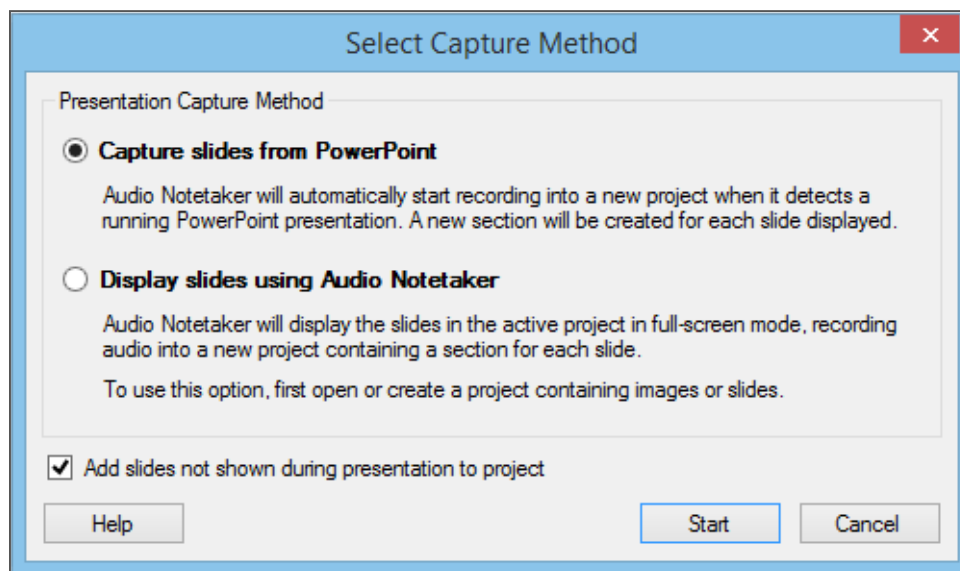 Select Capture Method
Presentation Capture Method
Capture slides from PowerPoint
Audio Notetaker will automatically start recording into a new project when it detects a
running PowerPoint presentation. A new section will be created for each slide displayed.
Display slides using Audio Notetaker
Audio Notetaker will display the slides in the active project in full-screen mode, recording
audio into a new project containing a section for each slide.
To use this option, first open or create a project containing images or slides.
Add slides not shown during presentation to project
Help
Start
Cancel